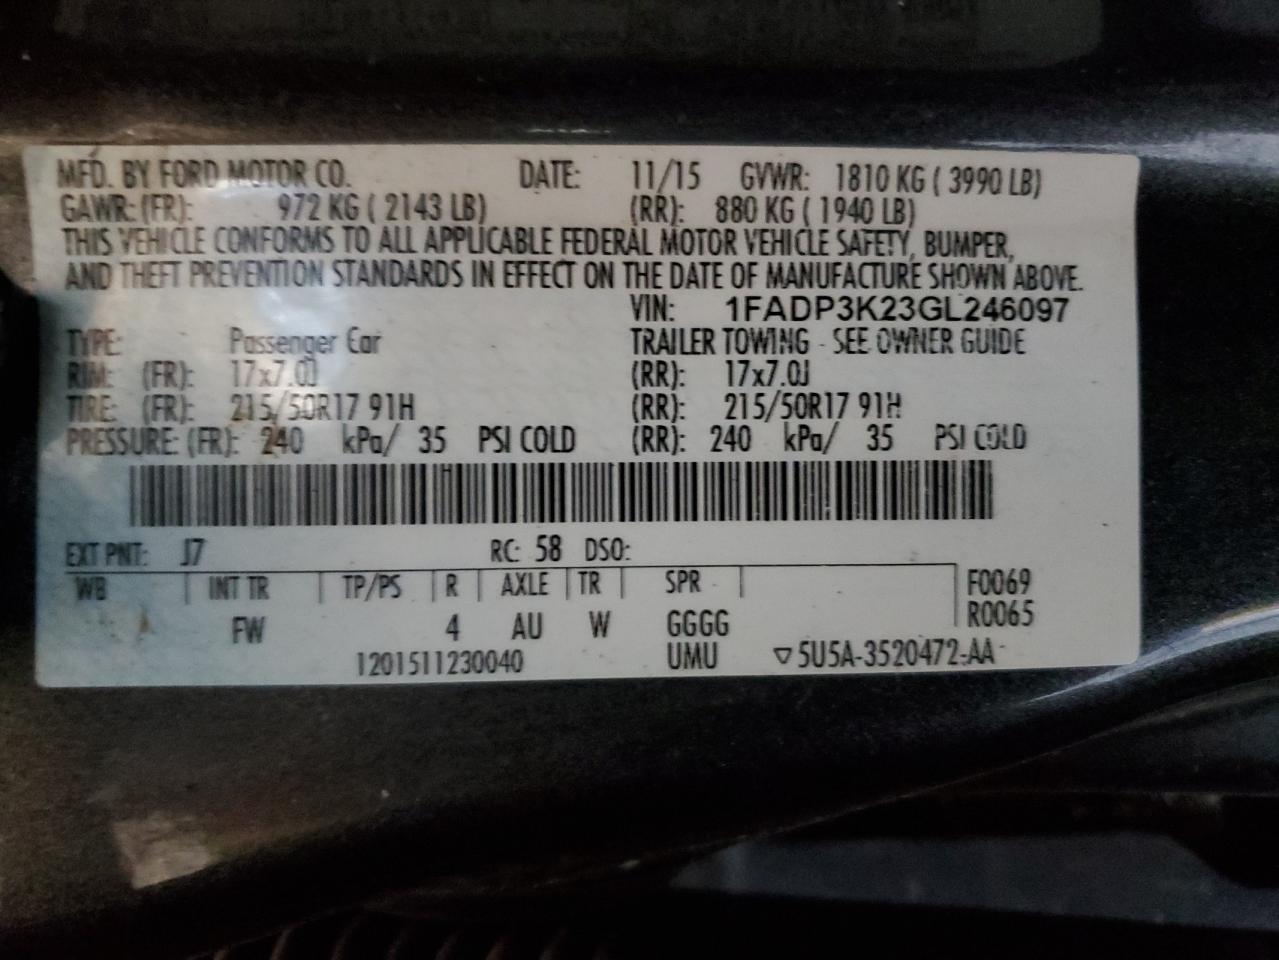 MFD. BY FORD MOTOR CO. DATE: 11/15 GVWR: 1810 KG ( 3990 LB)
GAWR: (FR): 972 KG ( 2143 LB) (RR): 880 KG ( 1940 LB)
THIS VEHICLE CONFORMS TO ALL APPLICABLE FEDERAL MOTOR VEHICLE SAFETY, BUMPER,
AND THEFT PREVENTION STANDARDS IN EFFECT ON THE DATE OF MANUFACTURE SHOWN ABOVE.
VIN: 1FADP3K23GL246097
TYPE: Passenger Car TRAILER TOWING - SEE OWNER GUIDE
RIM: (FR): 17x7.0J (RR): 17x7.0J
TIRE: (FR): 215/50R17 91H (RR): 215/50R17 91H
PRESSURE: (FR): 240 kPa/ 35 PSI COLD (RR): 240 kPa/ 35 PSI COLD
EXT PNT: J7 RC: 58 DSO:
WB INT TR TP/PS R AXLE TR SPR F0069
R0065
FW 4 AU W GGGG
1201511230040 UMU ▽5U5A-3520472-AA